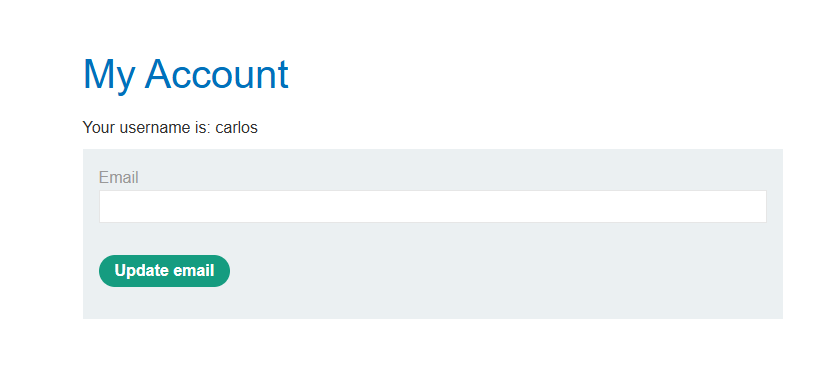 My Account
Your username is: carlos
Email
Update email